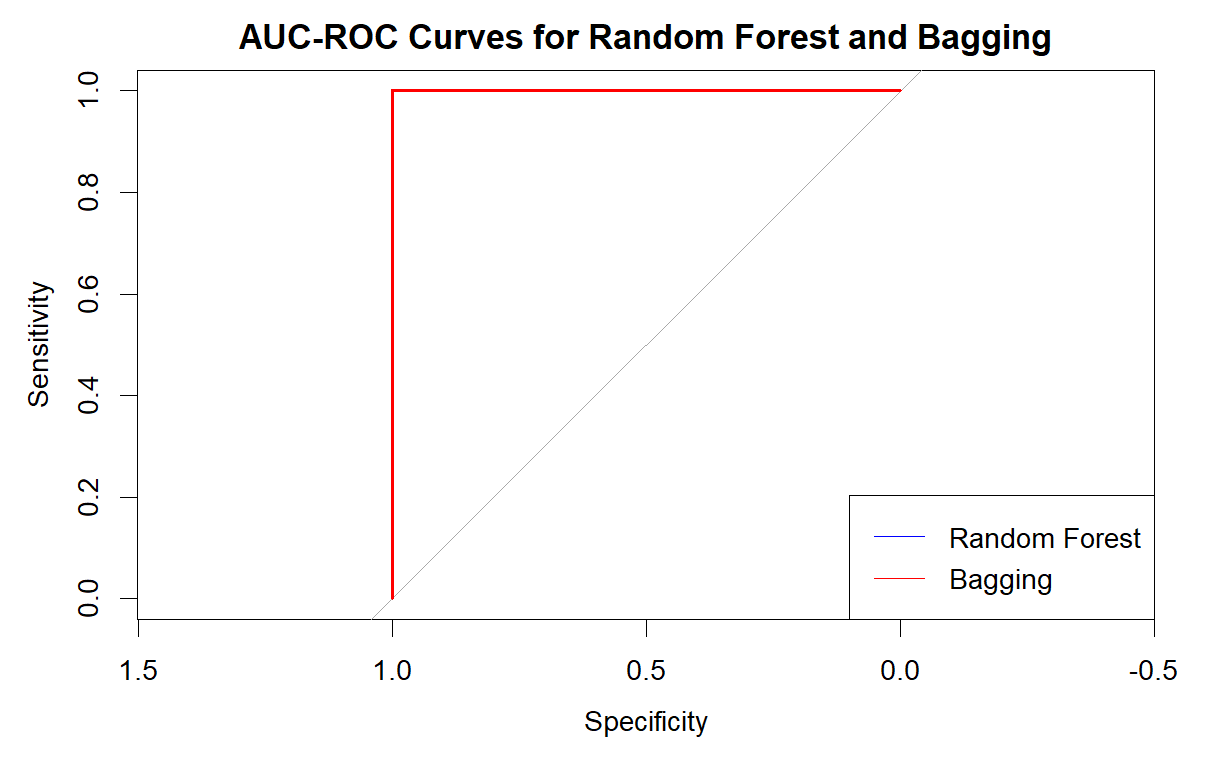 AUC-ROC Curves for Random Forest and Bagging
Sensitivity
1.0
0.8
0.6
0.4
0.2
0.0
Random Forest
Bagging
1.5 1.0 0.5 0.0 -0.5
Specificity